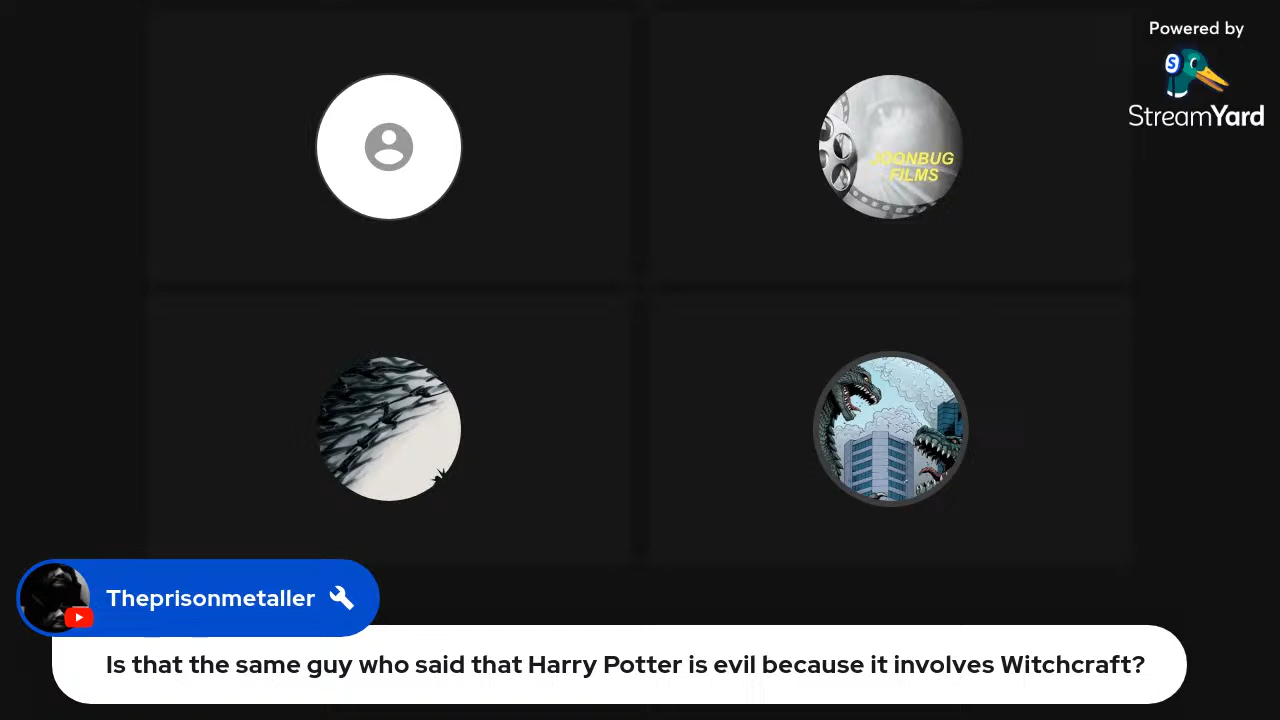 Powered by
StreamYard
JOONBUG
FILMS
Theprisonmetaller
Is that the same guy who said that Harry Potter is evil because it involves Witchcraft?